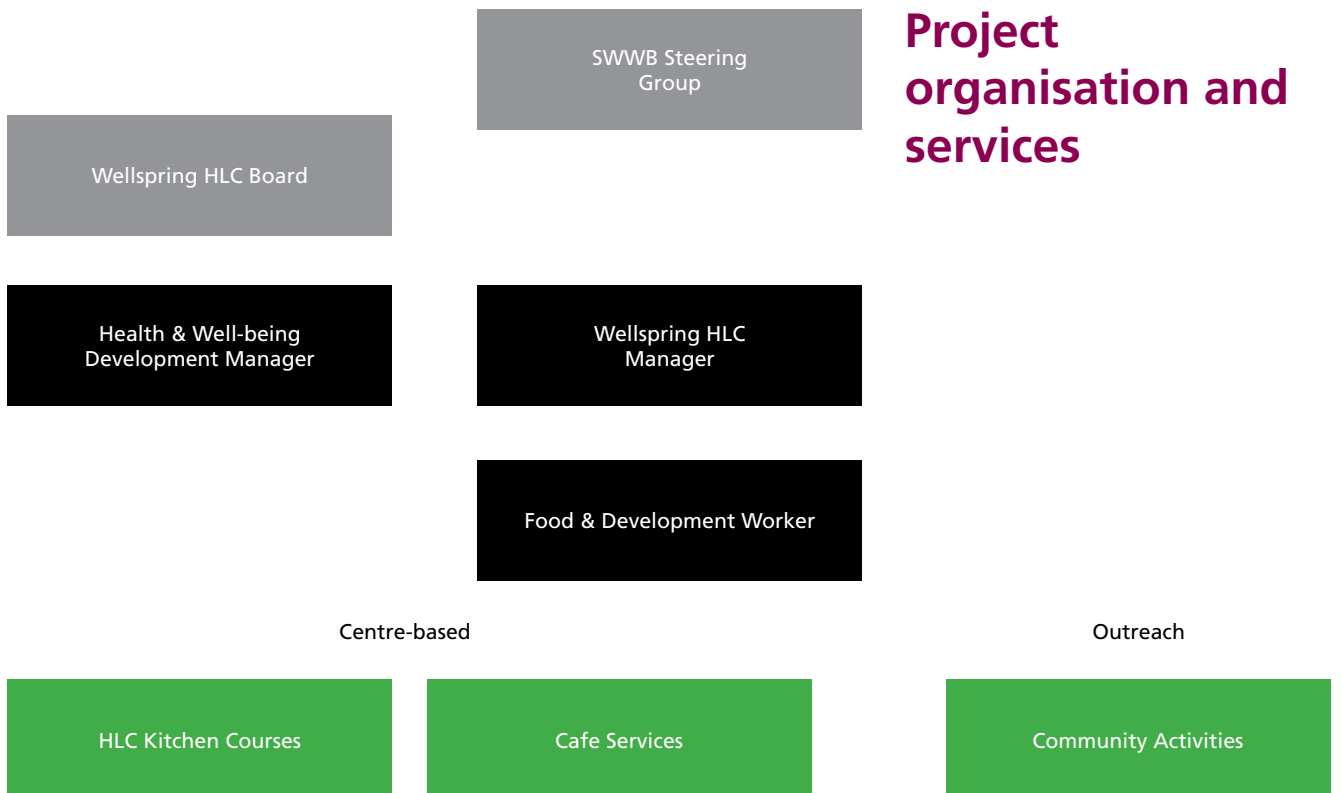 Project
organisation and
services
SWWB Steering
Group
Wellspring HLC Board
Health & Well-being
Development Manager
Wellspring HLC
Manager
Food & Development Worker
Centre-based
Outreach
HLC Kitchen Courses
Cafe Services
Community Activities